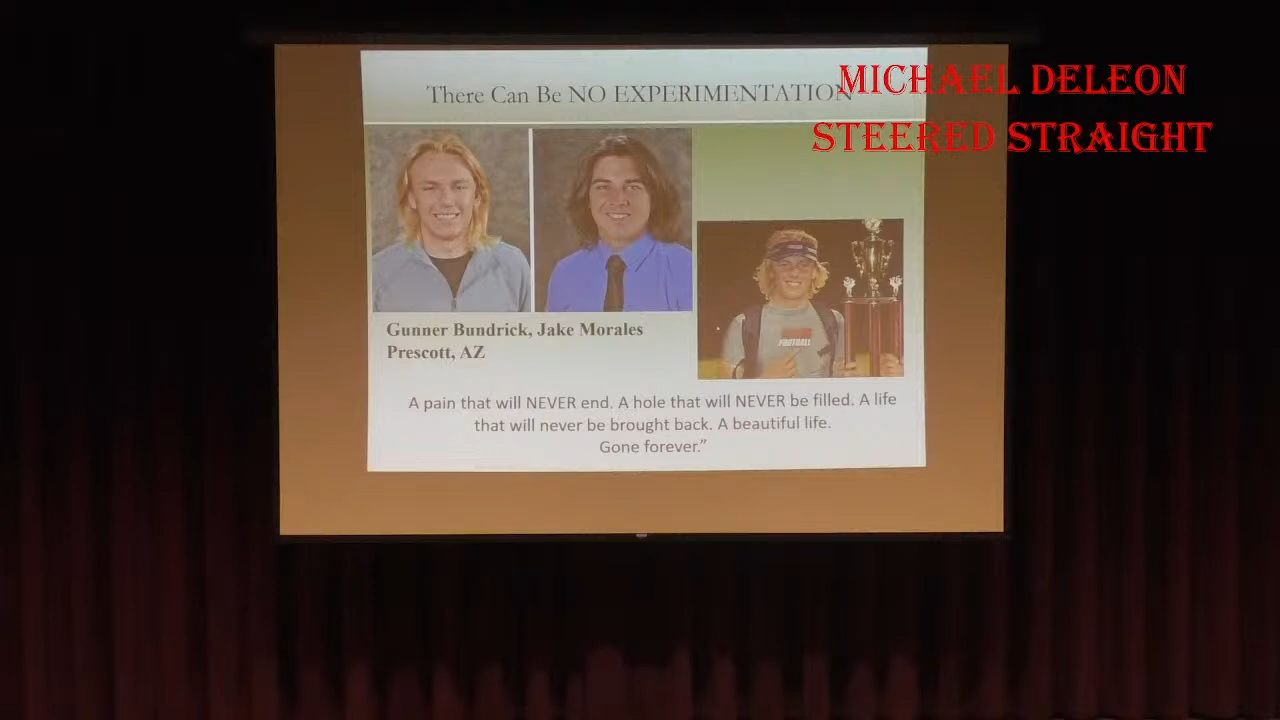 There Can Be NO EXPERIMENTATION
MICHAEL DELEON
STEERED STRAIGHT
FOOTBALL
Gunner Bundrick, Jake Morales
Prescott, AZ
A pain that will NEVER end. A hole that will NEVER be filled. A life
that will never be brought back. A beautiful life.
Gone forever.”